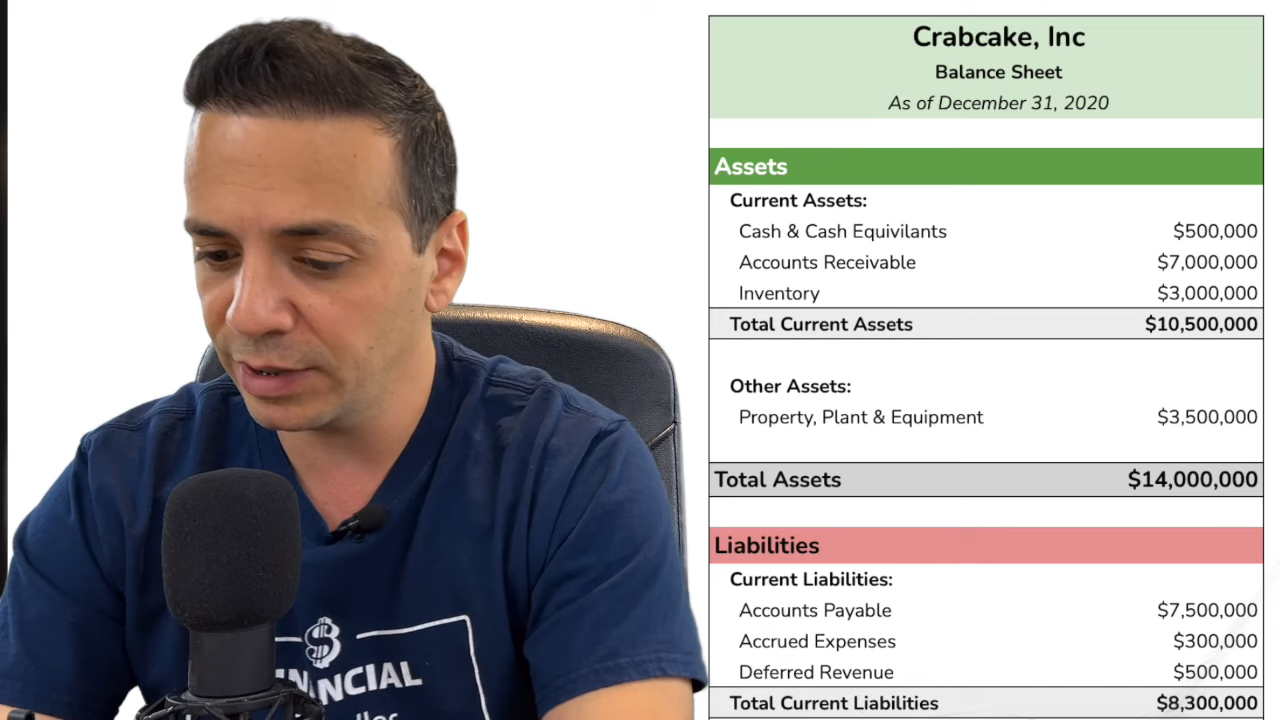 Crabcake, Inc
Balance Sheet
As of December 31, 2020
Assets
Current Assets:
Cash & Cash Equivilants $500,000
Accounts Receivable $7,000,000
Inventory $3,000,000
Total Current Assets $10,500,000
Other Assets:
Property, Plant & Equipment $3,500,000
Total Assets $14,000,000
Liabilities
Current Liabilities:
Accounts Payable $7,500,000
Accrued Expenses $300,000
Deferred Revenue $500,000
Total Current Liabilities $8,300,000
$
NANCIAL